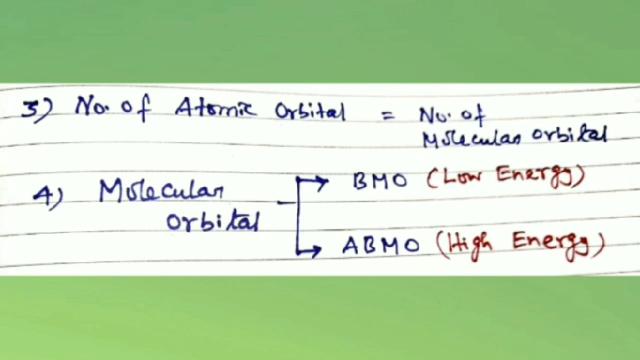 3) No. of Atomic Orbital = No. of
Molecular orbital
4) Molecular orbital
BMO (Low Energy)
ABMO (High Energy)